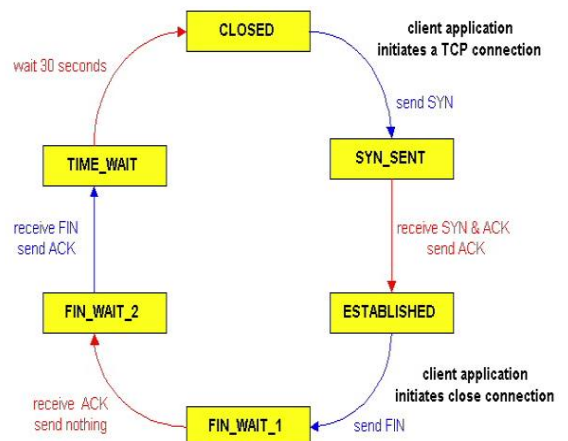 CLOSED
client application
initiates a TCP connection
wait 30 seconds
send SYN
TIME_WAIT
SYN_SENT
receive FIN
send ACK
receive SYN & ACK
send ACK
FIN_WAIT_2
ESTABLISHED
client application
initiates close connection
receive ACK
send nothing
FIN_WAIT_1
send FIN